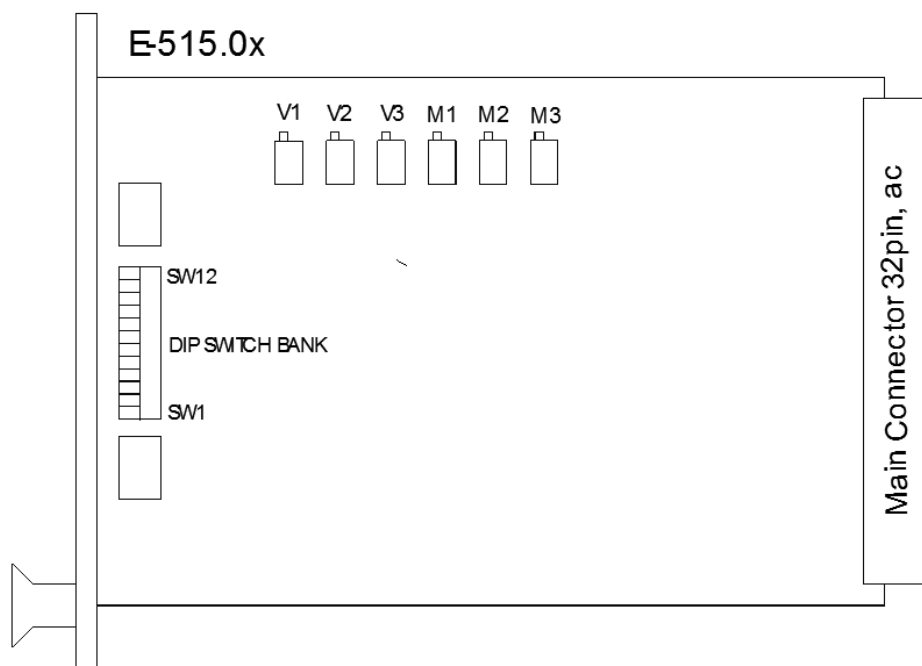 E-515.0x
V1 V2 V3 M1 M2 M3
SW12
DIP SWITCH BANK
SW1
Main Connector 32pin, ac